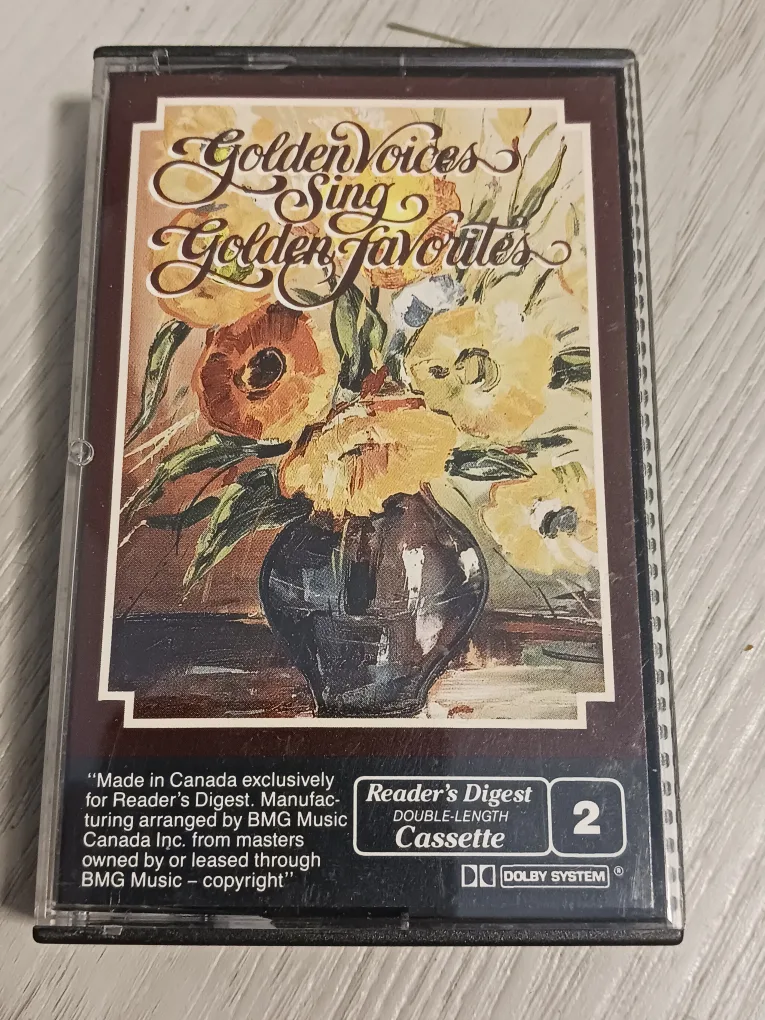 Golden Voices
Sing
Golden Favorites
"Made in Canada exclusively
for Reader's Digest. Manufac-
turing arranged by BMG Music
Canada Inc. from masters
owned by or leased through
BMG Music – copyright"
Reader's Digest
DOUBLE-LENGTH
Cassette
2
DOLBY SYSTEM ®